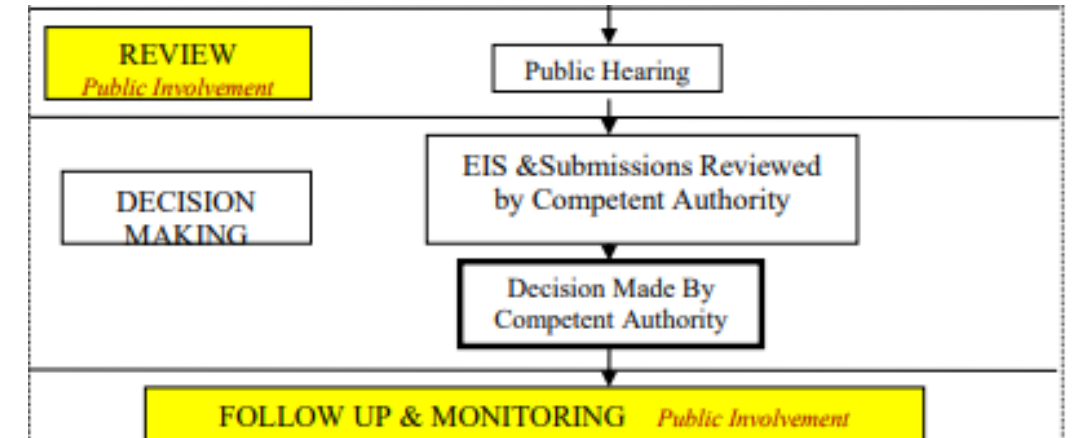 REVIEW
Public Involvement
Public Hearing
EIS &Submissions Reviewed
by Competent Authority
DECISION
MAKING
Decision Made By
Competent Authority
FOLLOW UP & MONITORING Public Involvement